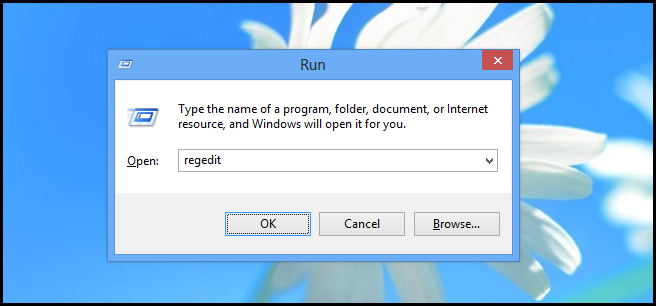 Run
Type the name of a program, folder, document, or Internet
resource, and Windows will open it for you.
Open: regedit
OK Cancel Browse...